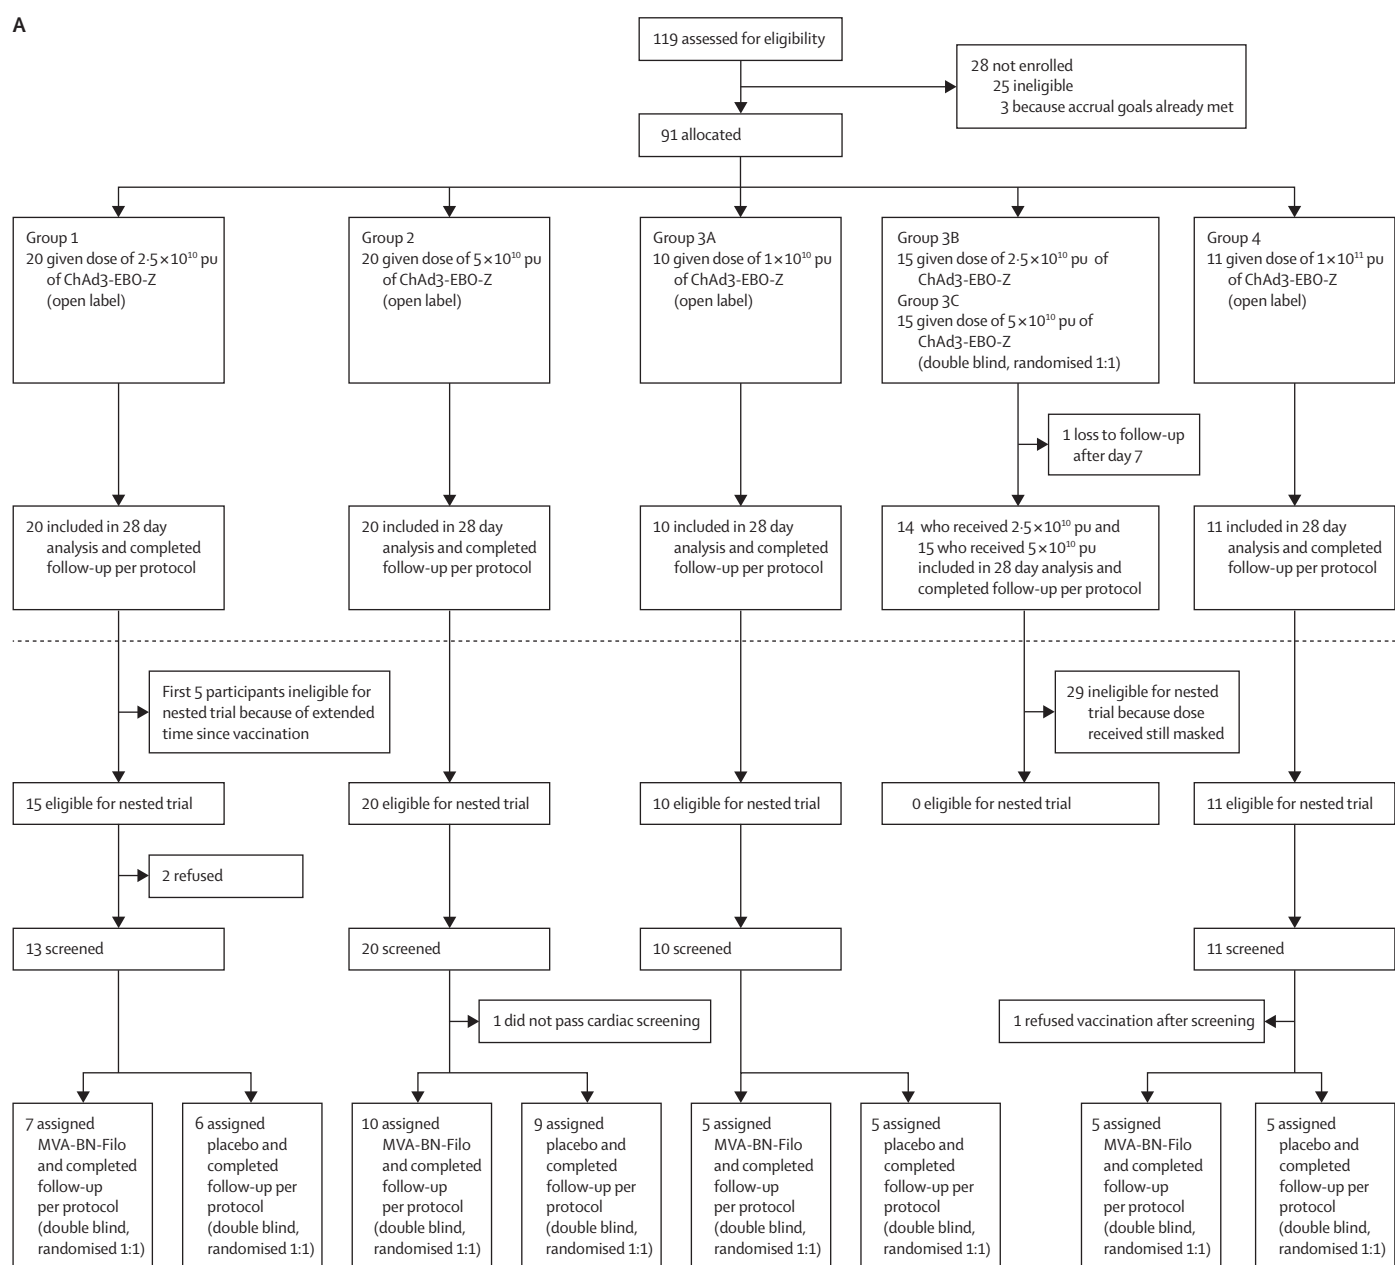 A
119 assessed for eligibility
28 not enrolled
25 ineligible
3 because accrual goals already met
91 allocated
Group 1
20 given dose of 2·5×10¹⁰ pu
of ChAd3-EBO-Z
(open label)
Group 2
20 given dose of 5×10¹⁰ pu
of ChAd3-EBO-Z
(open label)
Group 3A
10 given dose of 1×10¹⁰ pu
of ChAd3-EBO-Z
(open label)
Group 3B
15 given dose of 2·5×10¹⁰ pu of
ChAd3-EBO-Z
Group 3C
15 given dose of 5×10¹⁰ pu of
ChAd3-EBO-Z
(double blind, randomised 1:1)
Group 4
11 given dose of 1×10¹¹ pu
of ChAd3-EBO-Z
(open label)
1 loss to follow-up
after day 7
20 included in 28 day
analysis and completed
follow-up per protocol
20 included in 28 day
analysis and completed
follow-up per protocol
10 included in 28 day
analysis and completed
follow-up per protocol
14 who received 2·5×10¹⁰ pu and
15 who received 5×10¹⁰ pu
included in 28 day analysis and
completed follow-up per protocol
11 included in 28 day
analysis and completed
follow-up per protocol
First 5 participants ineligible for
nested trial because of extended
time since vaccination
29 ineligible for nested
trial because dose
received still masked
15 eligible for nested trial
20 eligible for nested trial
10 eligible for nested trial
0 eligible for nested trial
11 eligible for nested trial
2 refused
13 screened
20 screened
10 screened
11 screened
1 did not pass cardiac screening
1 refused vaccination after screening
7 assigned
MVA-BN-Filo
and completed
follow-up
per protocol
(double blind,
randomised 1:1)
6 assigned
placebo and
completed
follow-up per
protocol
(double blind,
randomised 1:1)
10 assigned
MVA-BN-Filo
and completed
follow-up
per protocol
(double blind,
randomised 1:1)
9 assigned
placebo and
completed
follow-up per
protocol
(double blind,
randomised 1:1)
5 assigned
MVA-BN-Filo
and completed
follow-up
per protocol
(double blind,
randomised 1:1)
5 assigned
placebo and
completed
follow-up per
protocol
(double blind,
randomised 1:1)
5 assigned
MVA-BN-Filo
and completed
follow-up
per protocol
(double blind,
randomised 1:1)
5 assigned
placebo and
completed
follow-up per
protocol
(double blind,
randomised 1:1)